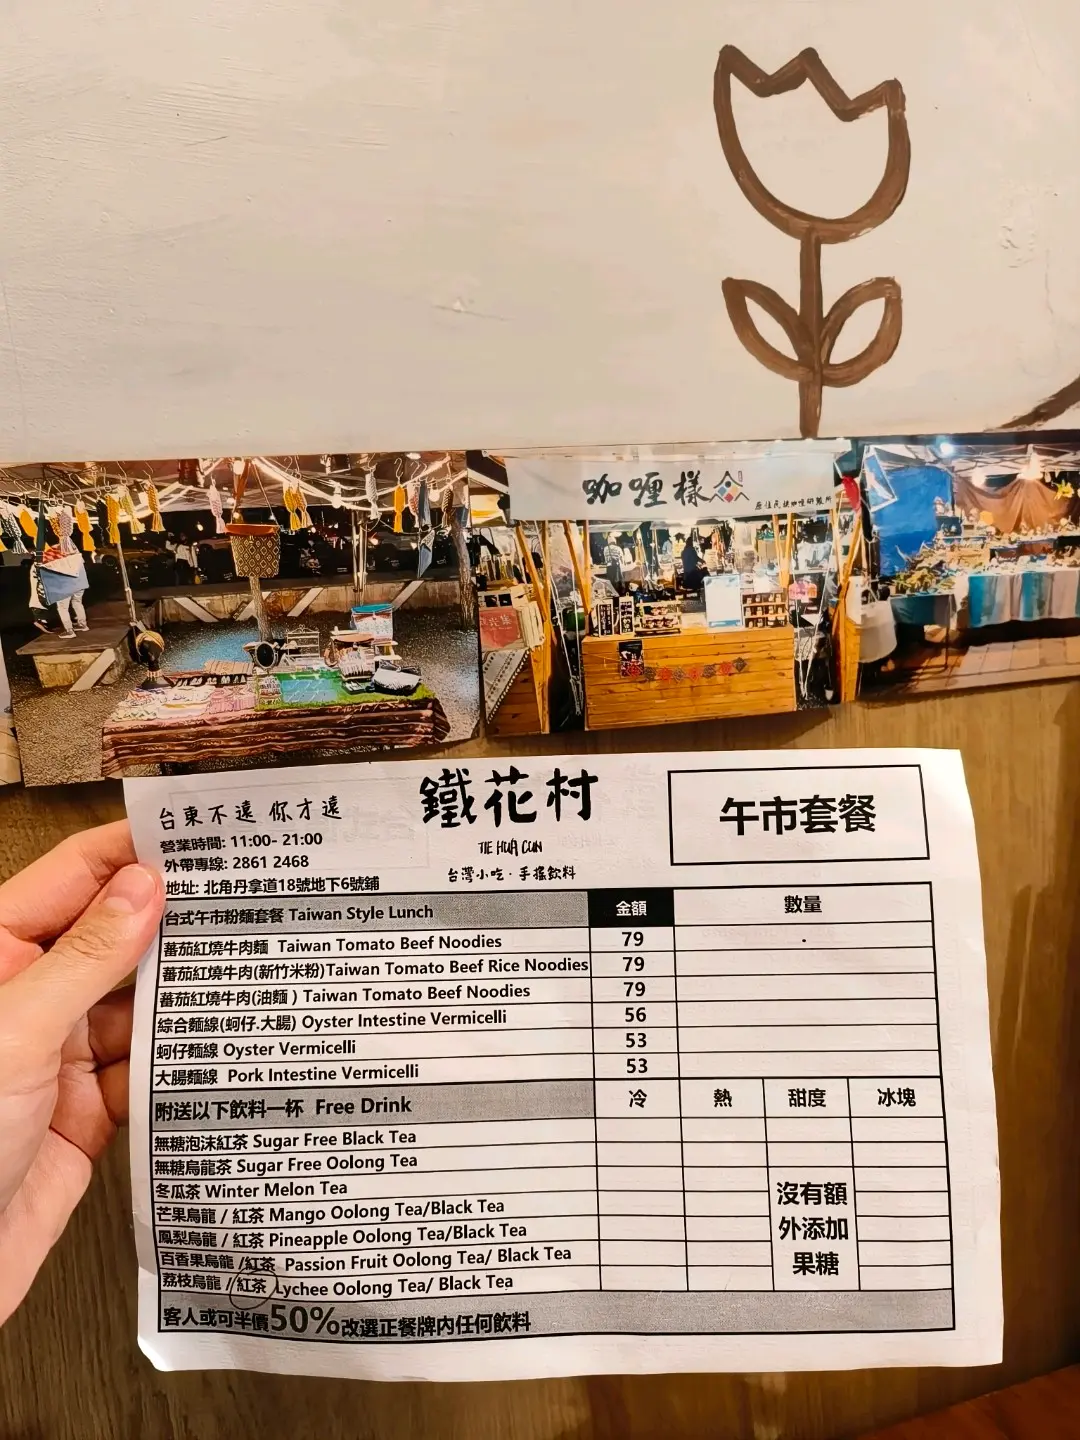 咖哩樣
原住民族咖哩研製所
台東不遠 你才遠
鐵花村
午市套餐
營業時間: 11:00- 21:00
TIE HUA CUN
外帶專線: 2861 2468
台灣小吃·手搖飲料
地址: 北角丹拿道18號地下6號鋪
台式午市粉麵套餐 Taiwan Style Lunch 金額 數量
蕃茄紅燒牛肉麵 Taiwan Tomato Beef Noodies 79
蕃茄紅燒牛肉(新竹米粉)Taiwan Tomato Beef Rice Noodies 79
蕃茄紅燒牛肉(油麵 ) Taiwan Tomato Beef Noodies 79
綜合麵線(蚵仔.大腸) Oyster Intestine Vermicelli 56
蚵仔麵線 Oyster Vermicelli 53
大腸麵線 Pork Intestine Vermicelli 53
附送以下飲料一杯 Free Drink 冷 熱 甜度 冰塊
無糖泡沫紅茶 Sugar Free Black Tea
無糖烏龍茶 Sugar Free Oolong Tea
冬瓜茶 Winter Melon Tea
芒果烏龍 / 紅茶 Mango Oolong Tea/Black Tea
鳳梨烏龍 / 紅茶 Pineapple Oolong Tea/Black Tea
百香果烏龍 /紅茶 Passion Fruit Oolong Tea/ Black Tea
荔枝烏龍 / 紅茶 Lychee Oolong Tea/ Black Tea
沒有額
外添加
果糖
客人或可半價50%改選正餐牌內任何飲料